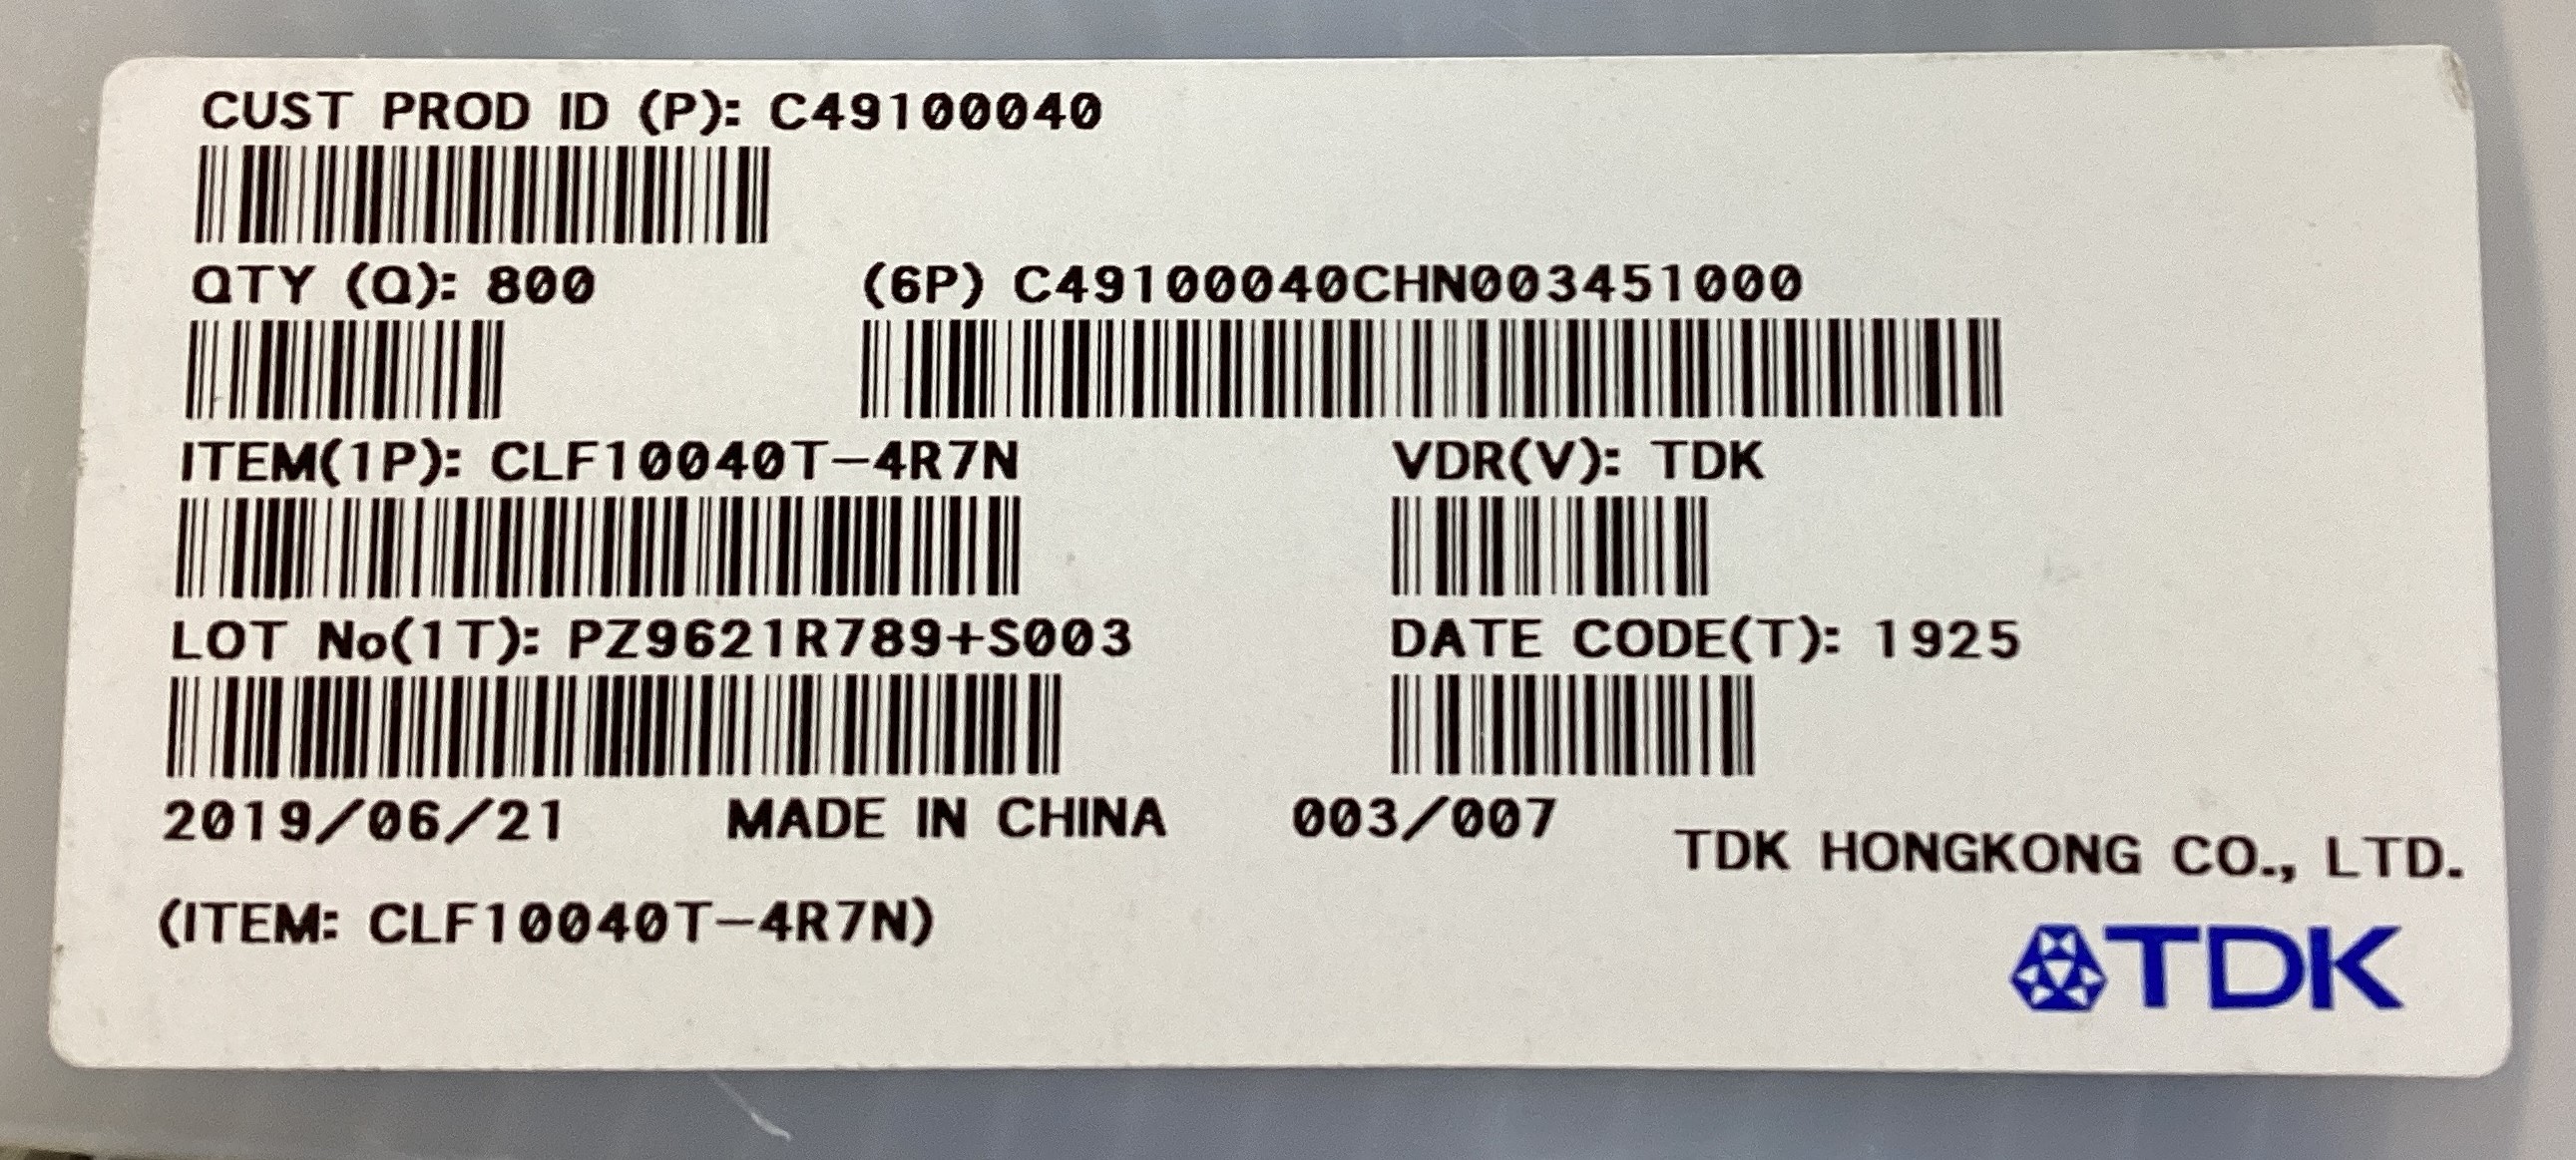 CUST PROD ID (P): C49100040
QTY (Q): 800 (6P) C49100040CHN003451000
ITEM(1P): CLF10040T-4R7N VDR(V): TDK
LOT No(1T): PZ9621R789+S003 DATE CODE(T): 1925
2019/06/21 MADE IN CHINA 003/007
TDK HONGKONG CO., LTD.
(ITEM: CLF10040T-4R7N)
TDK